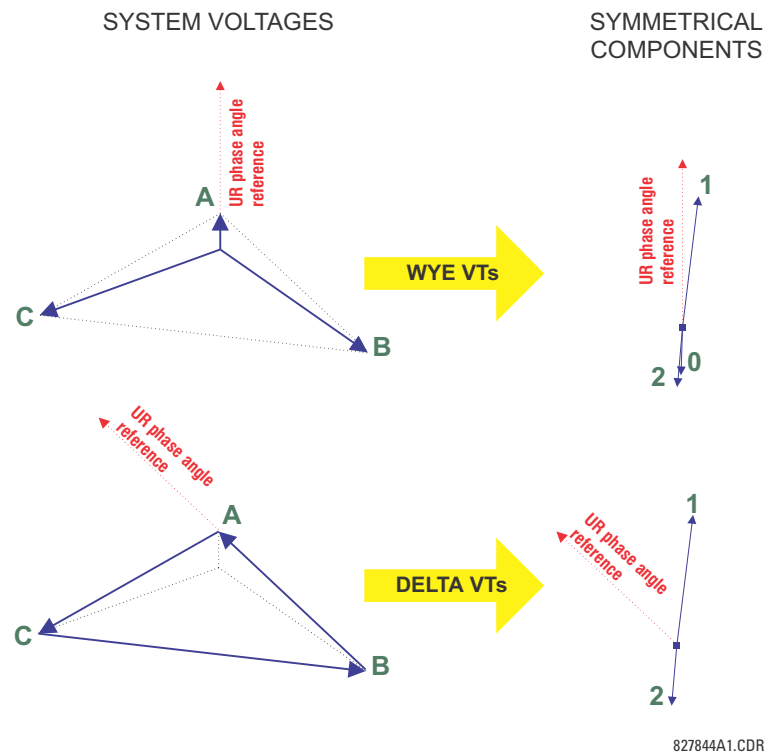 SYSTEM VOLTAGES
SYMMETRICAL
COMPONENTS
UR phase angle
reference
A
C
B
WYE VTs
UR phase angle
reference
1
2
0
UR phase angle
reference
A
C
B
DELTA VTs
UR phase angle
reference
1
2
827844A1.CDR